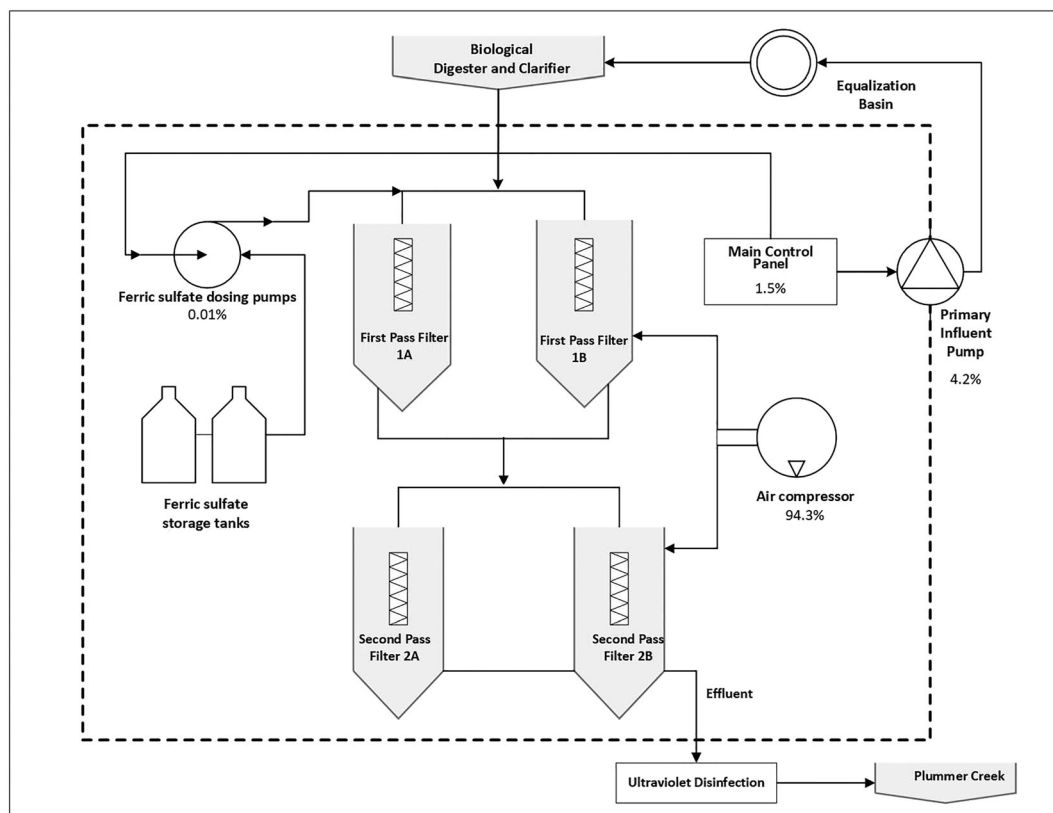 Biological
Digester and Clarifier
Equalization
Basin
Main Control
Panel
1.5%
Ferric sulfate dosing pumps
0.01%
Primary
Influent
Pump
4.2%
First Pass Filter
1A
First Pass Filter
1B
Ferric sulfate
storage tanks
Air compressor
94.3%
Second Pass
Filter 2A
Second Pass
Filter 2B
Effluent
Ultraviolet Disinfection
Plummer Creek